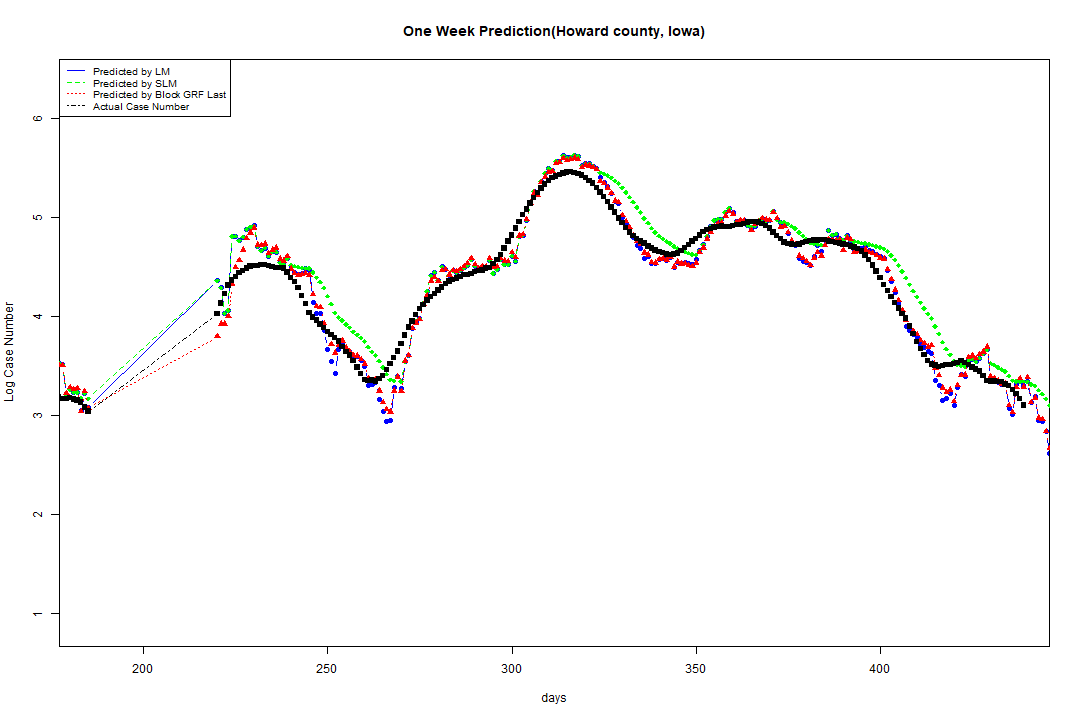 One Week Prediction(Howard county, Iowa)
Predicted by LM
Predicted by SLM
Predicted by Block GRF Last
Actual Case Number
6
5
4
3
2
1
Log Case Number
200
250
300
350
400
days